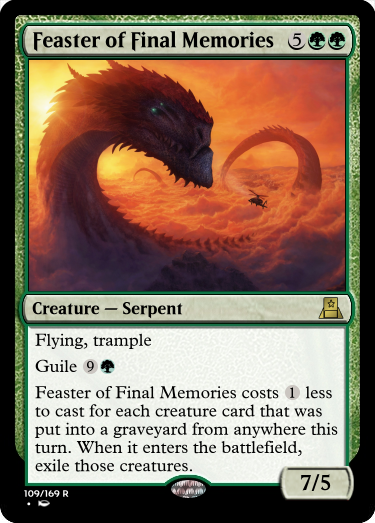 Feaster of Final Memories 5
Creature — Serpent
Flying, trample
Guile 9
Feaster of Final Memories costs 1 less
to cast for each creature card that was
put into a graveyard from anywhere this
turn. When it enters the battlefield,
exile those creatures.
7/5
109/169 R